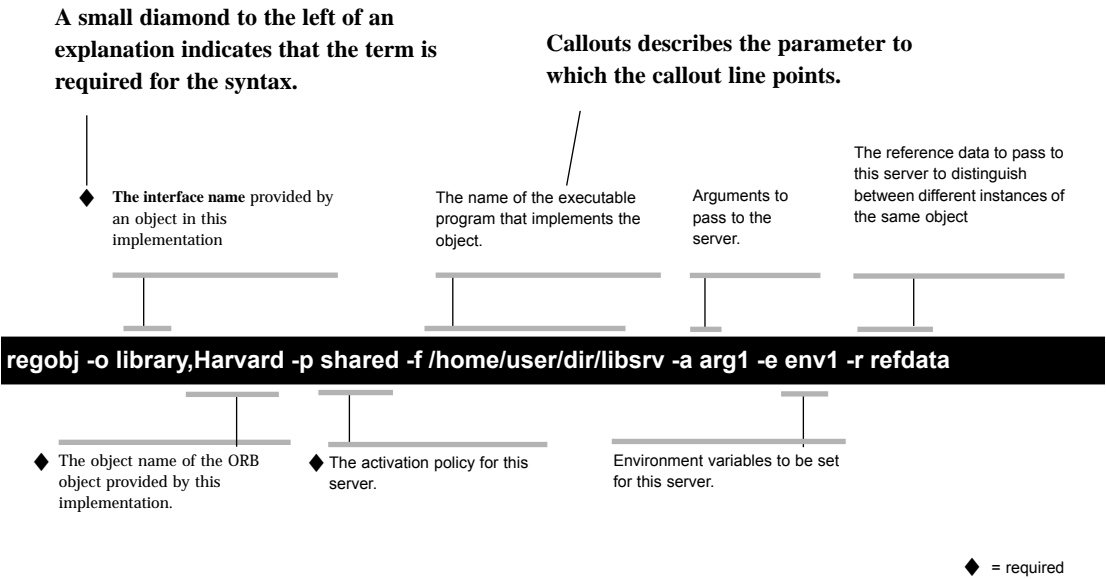 A small diamond to the left of an
explanation indicates that the term is
required for the syntax.
Callouts describes the parameter to
which the callout line points.
◆ The interface name provided by
an object in this
implementation
The name of the executable
program that implements the
object.
Arguments to
pass to the
server.
The reference data to pass to
this server to distinguish
between different instances of
the same object
regobj -o library,Harvard -p shared -f /home/user/dir/libsrv -a arg1 -e env1 -r refdata
◆ The object name of the ORB
object provided by this
implementation.
◆ The activation policy for this
server.
Environment variables to be set
for this server.
◆ = required